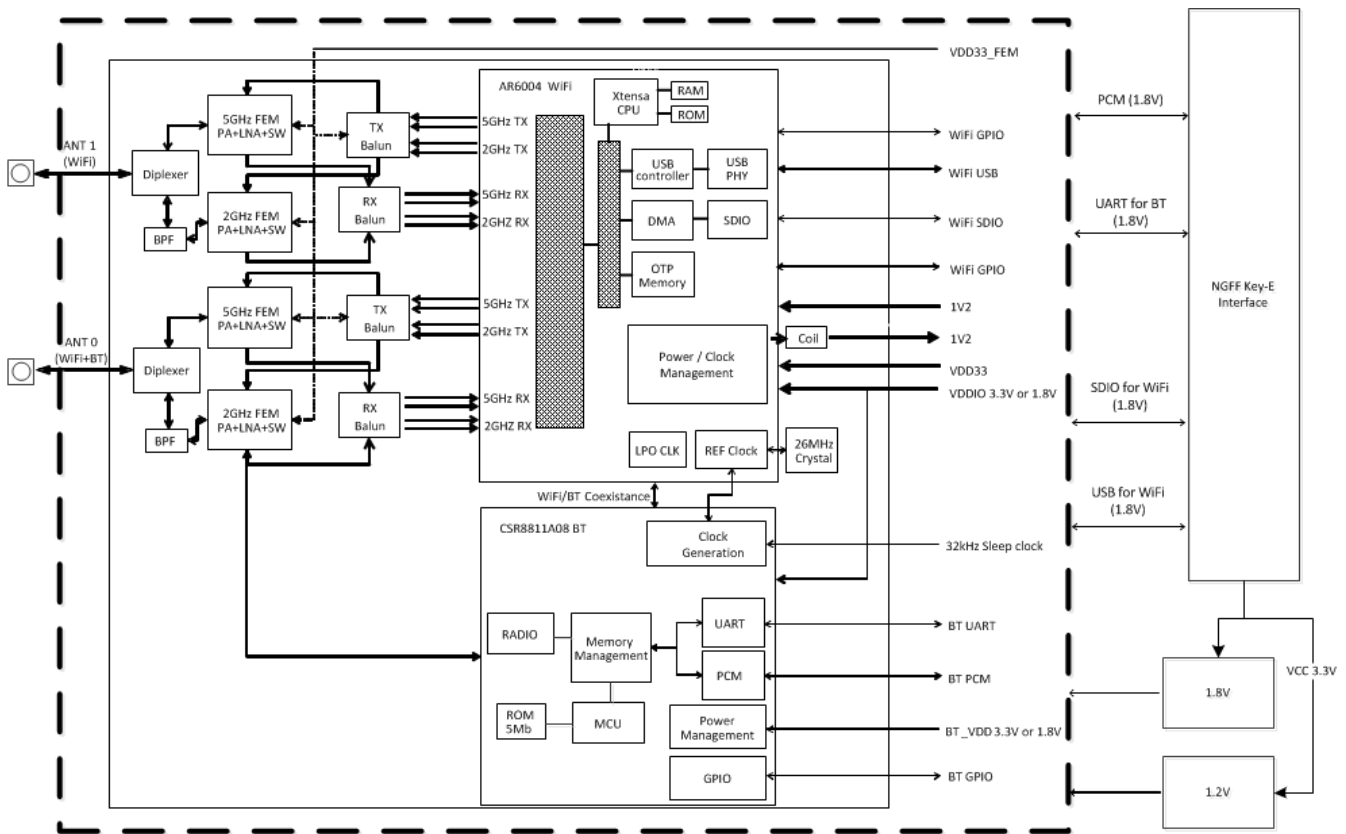 VDD33_FEM
AR6004 WiFi
Xtensa
CPU
RAM
ROM
PCM (1.8V)
5GHz FEM
PA+LNA+SW
TX
Balun
5GHz TX
2GHz TX
WiFi GPIO
ANT 1
(WiFi)
Diplexer
USB
controller
USB
PHY
WiFi USB
2GHz FEM
PA+LNA+SW
BPF
RX
Balun
5GHz RX
2GHZ RX
DMA
SDIO
WiFi SDIO
UART for BT
(1.8V)
OTP
Memory
WiFi GPIO
NGFF Key-E
Interface
5GHz FEM
PA+LNA+SW
TX
Balun
5GHz TX
2GHz TX
1V2
Coil
1V2
ANT 0
(WiFi+BT)
Diplexer
Power / Clock
Management
VDD33
VDDIO 3.3V or 1.8V
SDIO for WiFi
(1.8V)
2GHz FEM
PA+LNA+SW
BPF
RX
Balun
5GHz RX
2GHZ RX
LPO CLK
REF Clock
26MHz
Crystal
WiFi/BT Coexistance
USB for WiFi
(1.8V)
CSR8811A08 BT
Clock
Generation
32kHz Sleep clock
RADIO
Memory
Management
UART
BT UART
PCM
BT PCM
ROM
5Mb
MCU
Power
Management
BT_VDD 3.3V or 1.8V
GPIO
BT GPIO
VCC 3.3V
1.8V
1.2V